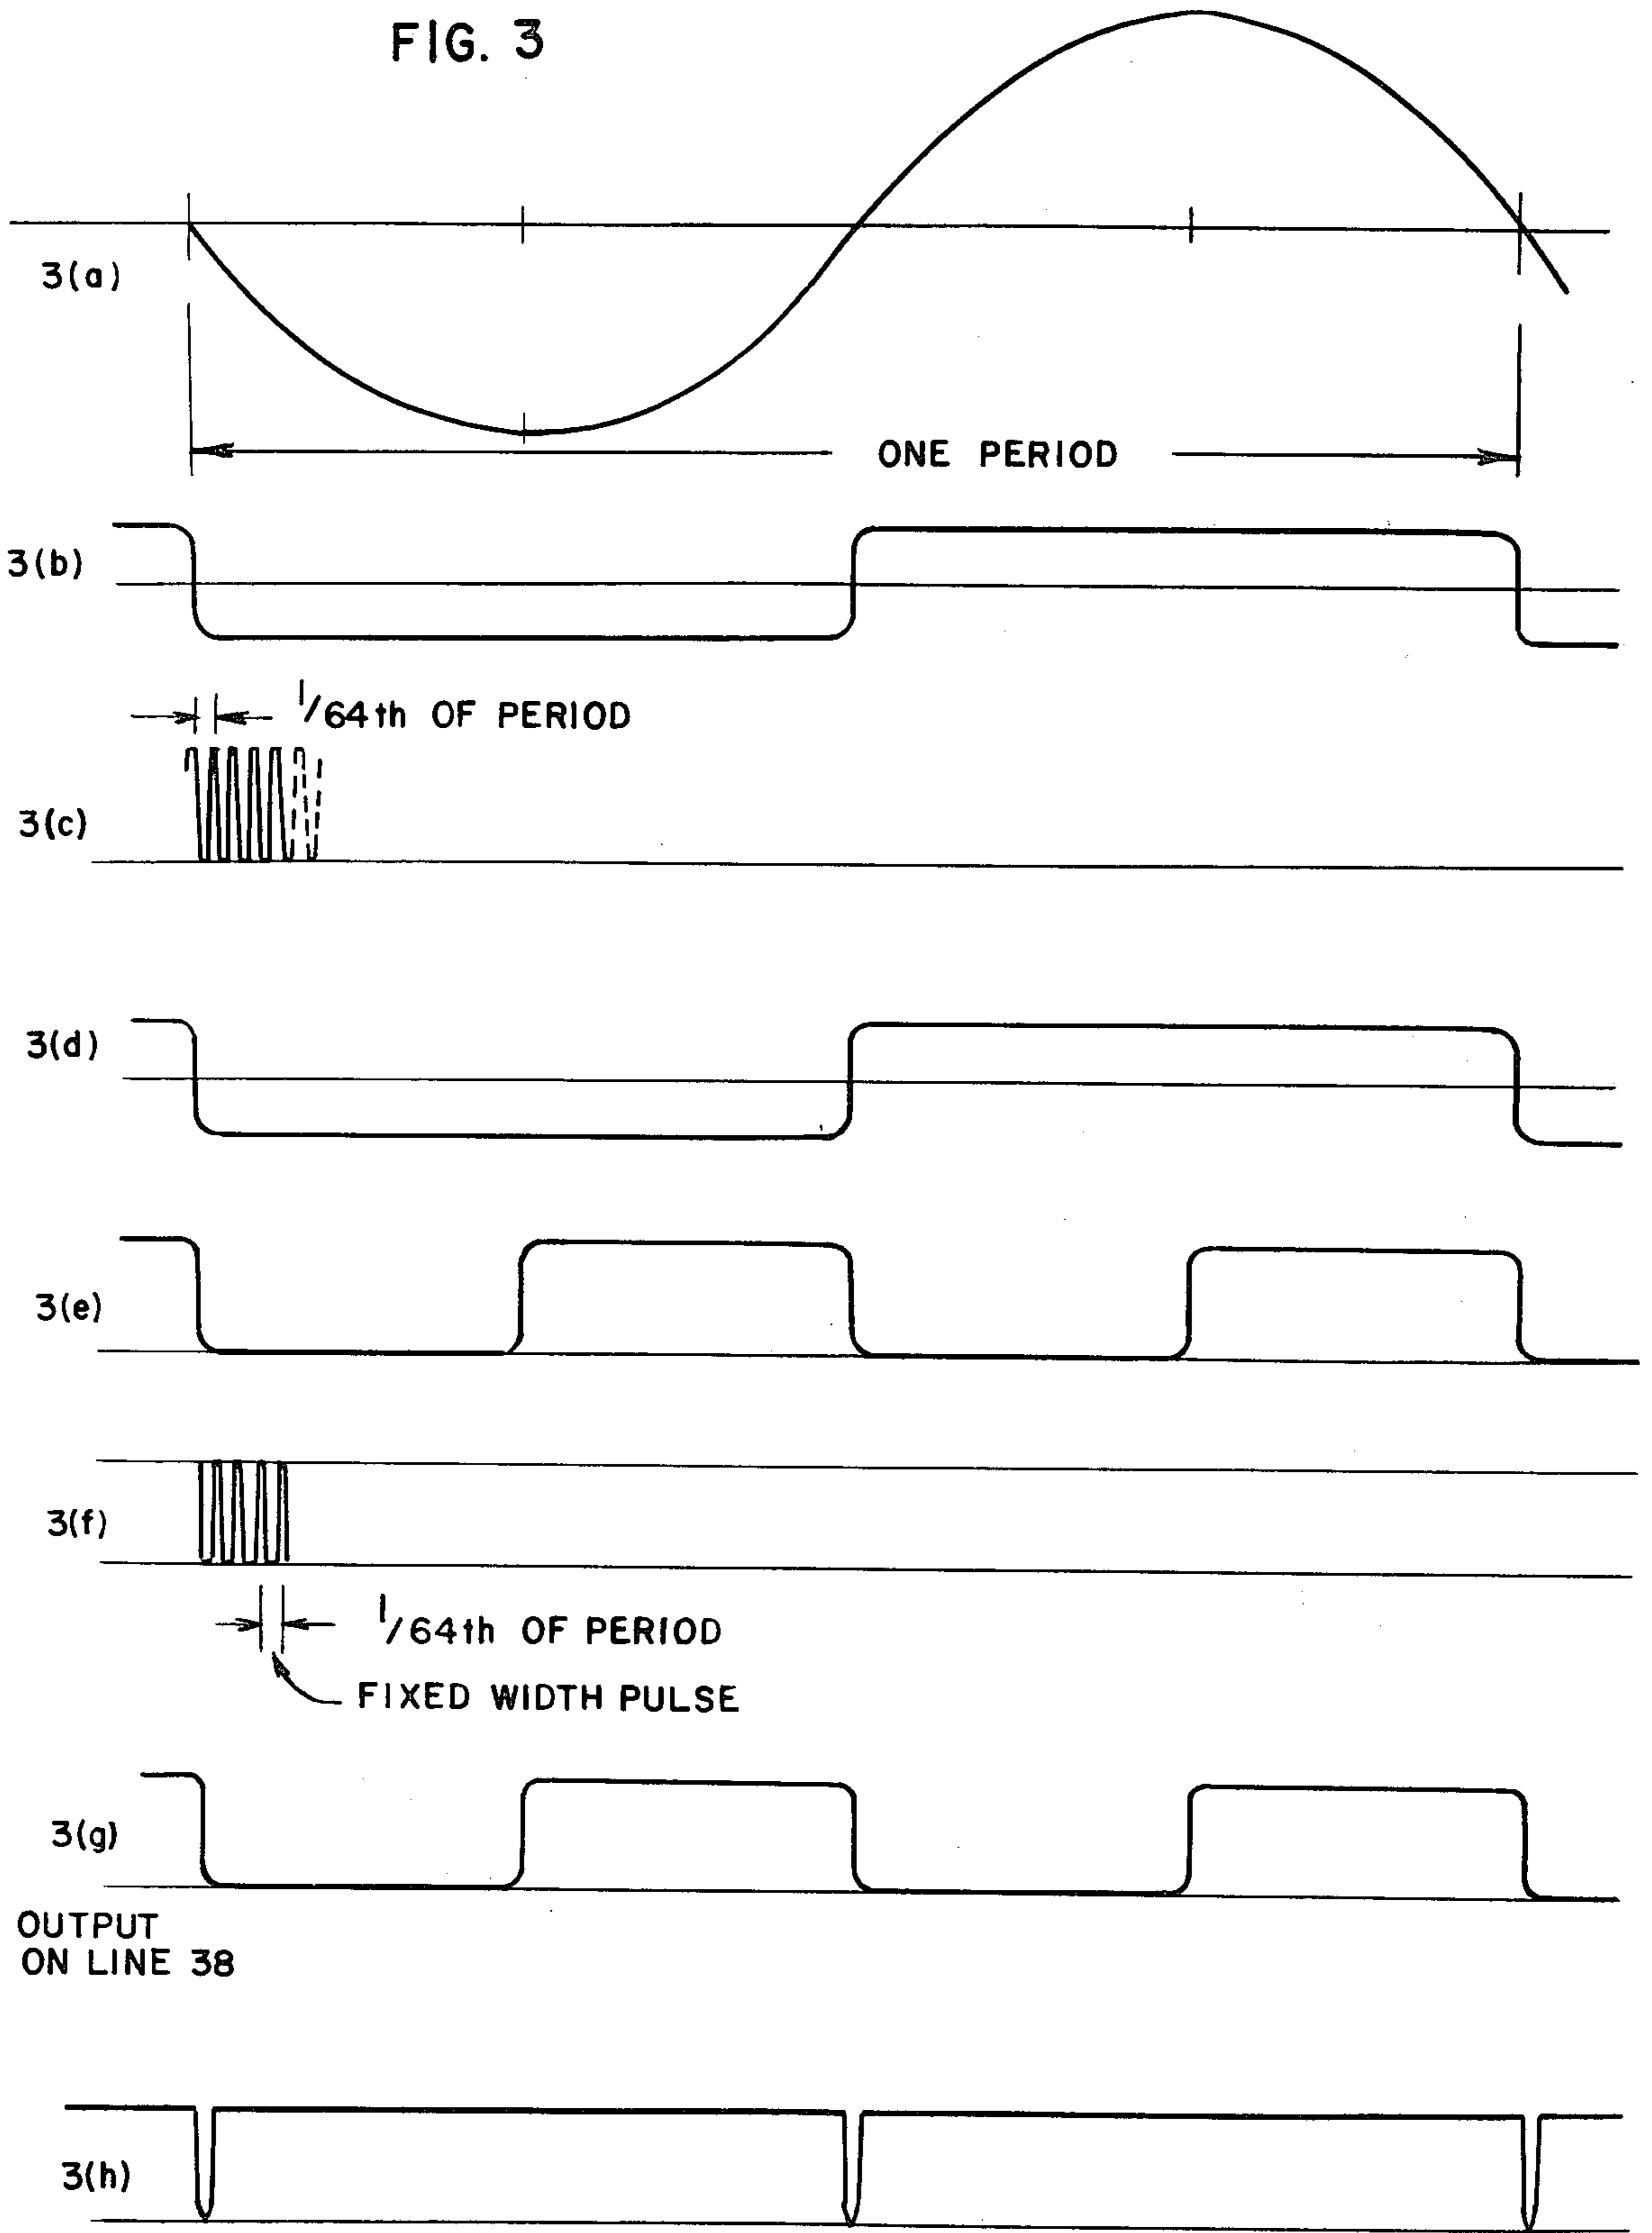 FIG. 3
3(a)
ONE PERIOD
3(b)
1/64th OF PERIOD
3(c)
3(d)
3(e)
3(f)
1/64th OF PERIOD
FIXED WIDTH PULSE
3(g)
OUTPUT
ON LINE 38
3(h)